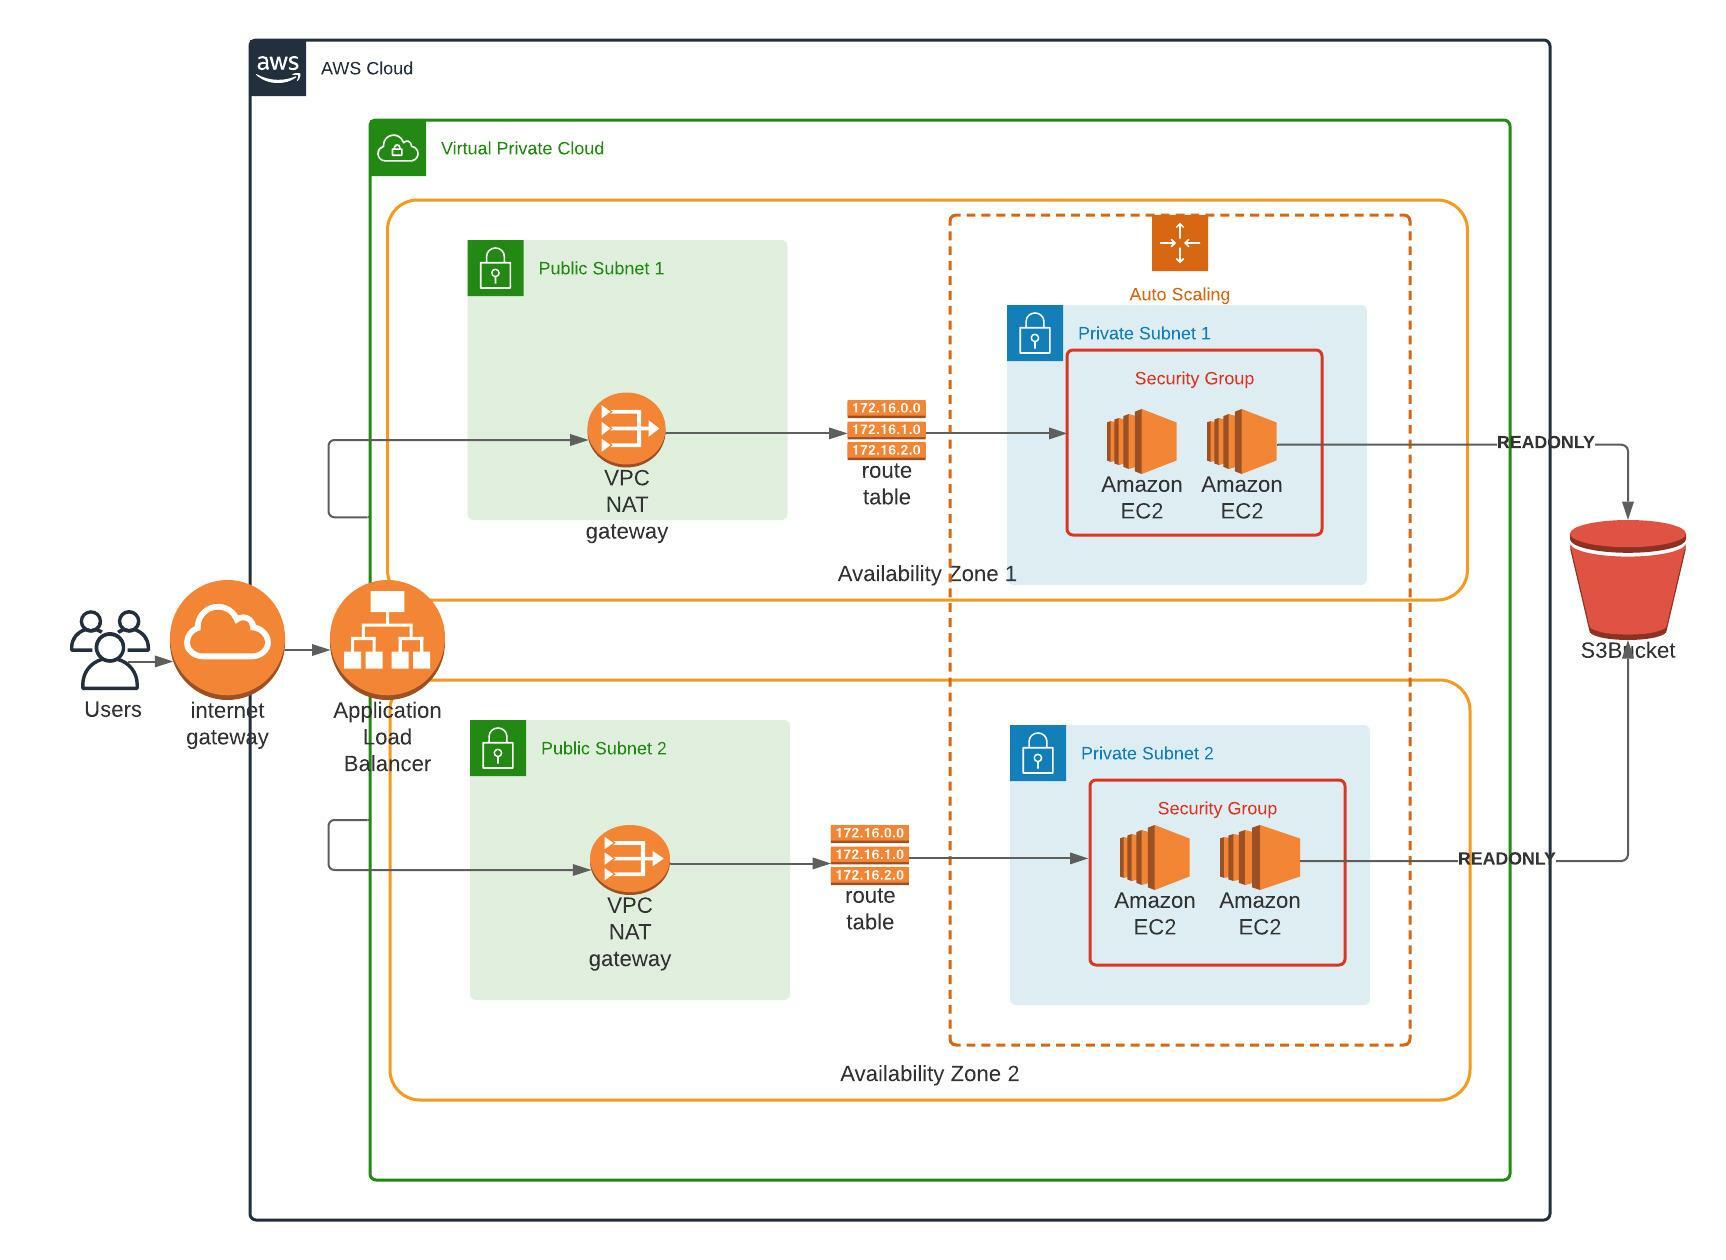 aws
AWS Cloud
Virtual Private Cloud
Auto Scaling
Public Subnet 1
Private Subnet 1
Security Group
172.16.0.0
172.16.1.0
172.16.2.0
route
table
VPC
NAT
gateway
Amazon
EC2
Amazon
EC2
READONLY
Availability Zone 1
Users
internet
gateway
Application
Load
Balancer
S3Bucket
Public Subnet 2
Private Subnet 2
Security Group
172.16.0.0
172.16.1.0
172.16.2.0
route
table
VPC
NAT
gateway
Amazon
EC2
Amazon
EC2
READONLY
Availability Zone 2